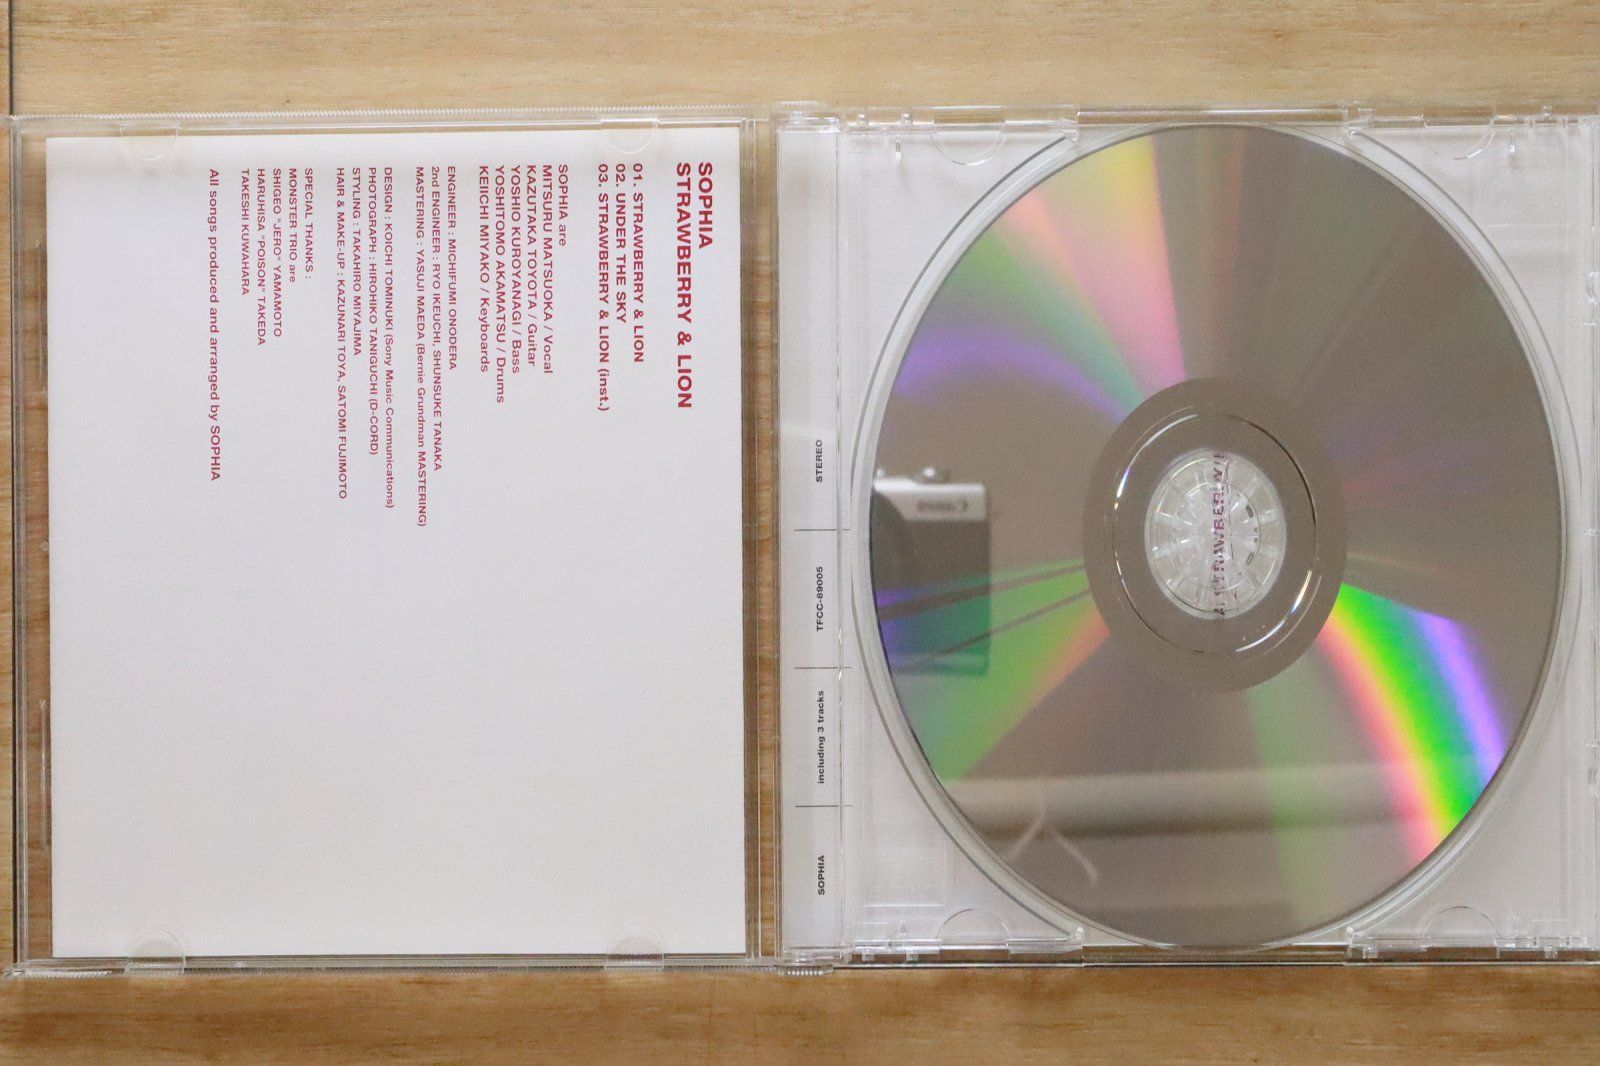 SOPHIA
STRAWBERRY & LION
01. STRAWBERRY & LION
02. UNDER THE SKY
03. STRAWBERRY & LION (inst.)
SOPHIA are
MITSURU MATSUOKA / Vocal
KAZUTAKA TOYOTA / Guitar
YOSHIO KUROYANAGI / Bass
YOSHITOMO AKAMATSU / Drums
KEIICHI MIYAKO / Keyboards
ENGINEER : MICHIFUMI ONODERA
2nd ENGINEER : RYO IKEUCHI, SHUNSUKE TANAKA
MASTERING : YASUJI MAEDA (Bernie Grundman MASTERING)
DESIGN : KOICHI TOMINUKI (Sony Music Communications)
PHOTOGRAPH : HIROHIKO TANIGUCHI (D-CORD)
STYLING : TAKAHIRO MIYAJIMA
HAIR & MAKE-UP : KAZUNARI TOYA, SATOMI FUJIMOTO
SPECIAL THANKS :
MONSTER TRIO are
SHIGEO "JERO" YAMAMOTO
HARUHISA "POISON" TAKEDA
TAKESHI KUWAHARA
All songs produced and arranged by SOPHIA
STEREO
TFCC-89005
including 3 tracks
SOPHIA